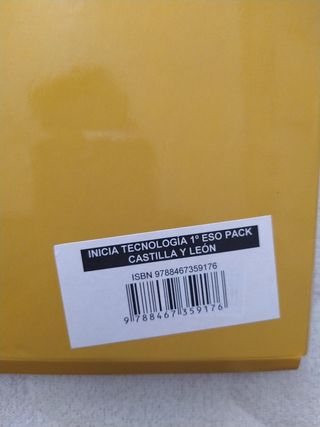 INICIA TECNOLOGÍA 1º ESO PACK
CASTILLA Y LEÓN
ISBN 9788467359176
9 788467 359176